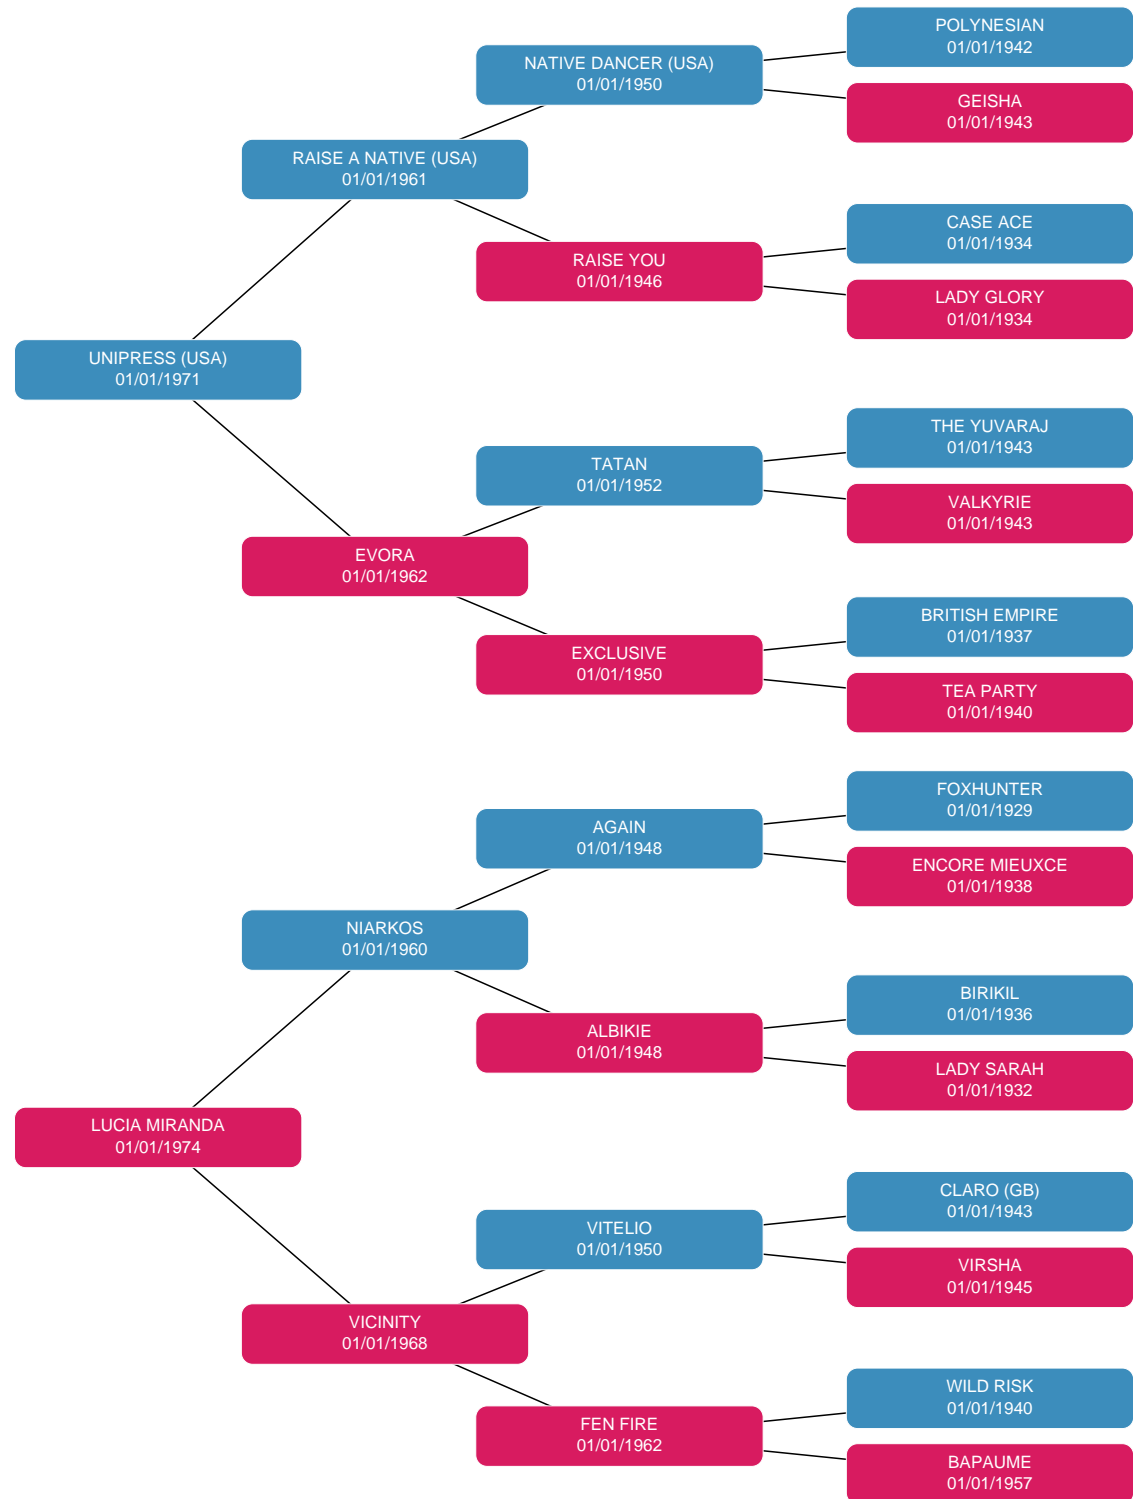 POLYNESIAN
01/01/1942
NATIVE DANCER (USA)
01/01/1950
GEISHA
01/01/1943
RAISE A NATIVE (USA)
01/01/1961
CASE ACE
01/01/1934
RAISE YOU
01/01/1946
LADY GLORY
01/01/1934
UNIPRESS (USA)
01/01/1971
THE YUVARAJ
01/01/1943
TATAN
01/01/1952
VALKYRIE
01/01/1943
EVORA
01/01/1962
BRITISH EMPIRE
01/01/1937
EXCLUSIVE
01/01/1950
TEA PARTY
01/01/1940
FOXHUNTER
01/01/1929
AGAIN
01/01/1948
ENCORE MIEUXCE
01/01/1938
NIARKOS
01/01/1960
BIRIKIL
01/01/1936
ALBIKIE
01/01/1948
LADY SARAH
01/01/1932
LUCIA MIRANDA
01/01/1974
CLARO (GB)
01/01/1943
VITELIO
01/01/1950
VIRSHA
01/01/1945
VICINITY
01/01/1968
WILD RISK
01/01/1940
FEN FIRE
01/01/1962
BAPAUME
01/01/1957